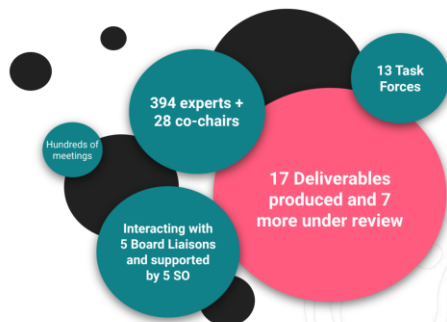 13 Task
Forces
394 experts +
28 co-chairs
Hundreds of
meetings
17 Deliverables
produced and 7
more under review
Interacting with
5 Board Liaisons
and supported
by 5 SO